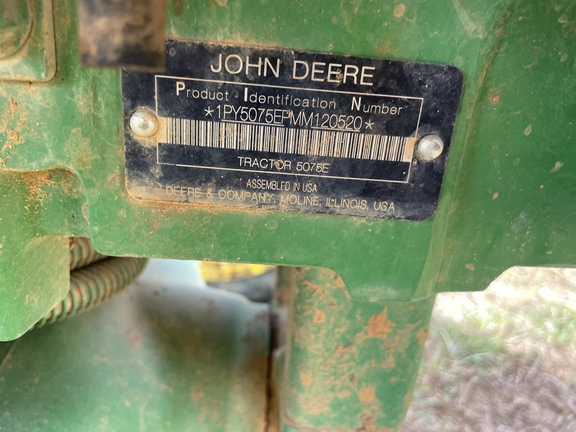 JOHN DEERE
Product Identification Number
*1PY5075EPMM120520*
TRACTOR 5075E
ASSEMBLED IN USA
DEERE & COMPANY, MOLINE, ILLINOIS, USA